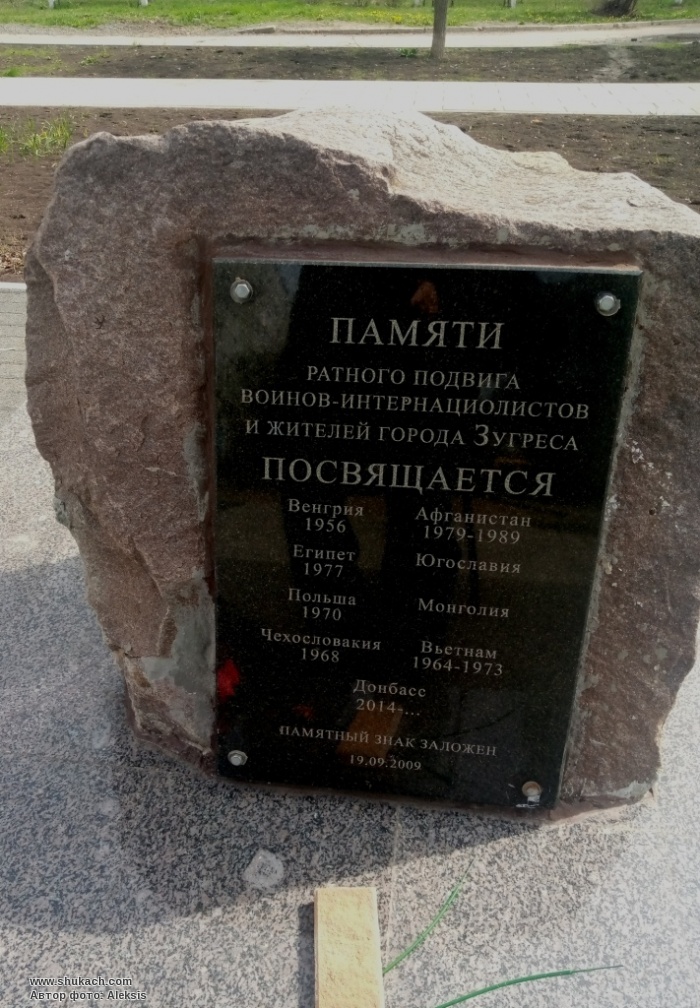 ПАМЯТИ
РАТНОГО ПОДВИГА
ВОИНОВ-ИНТЕРНАЦИОЛИСТОВ
И ЖИТЕЛЕЙ ГОРОДА ЗУГРЕСА
ПОСВЯЩАЕТСЯ
Венгрия
1956
Афганистан
1979-1989
Египет
1977
Югославия
Польша
1970
Монголия
Чехословакия
1968
Вьетнам
1964-1973
Донбасс
2014-...
ПАМЯТНЫЙ ЗНАК ЗАЛОЖЕН
19.09.2009
www.shukach.com
Автор фото: Aleksis